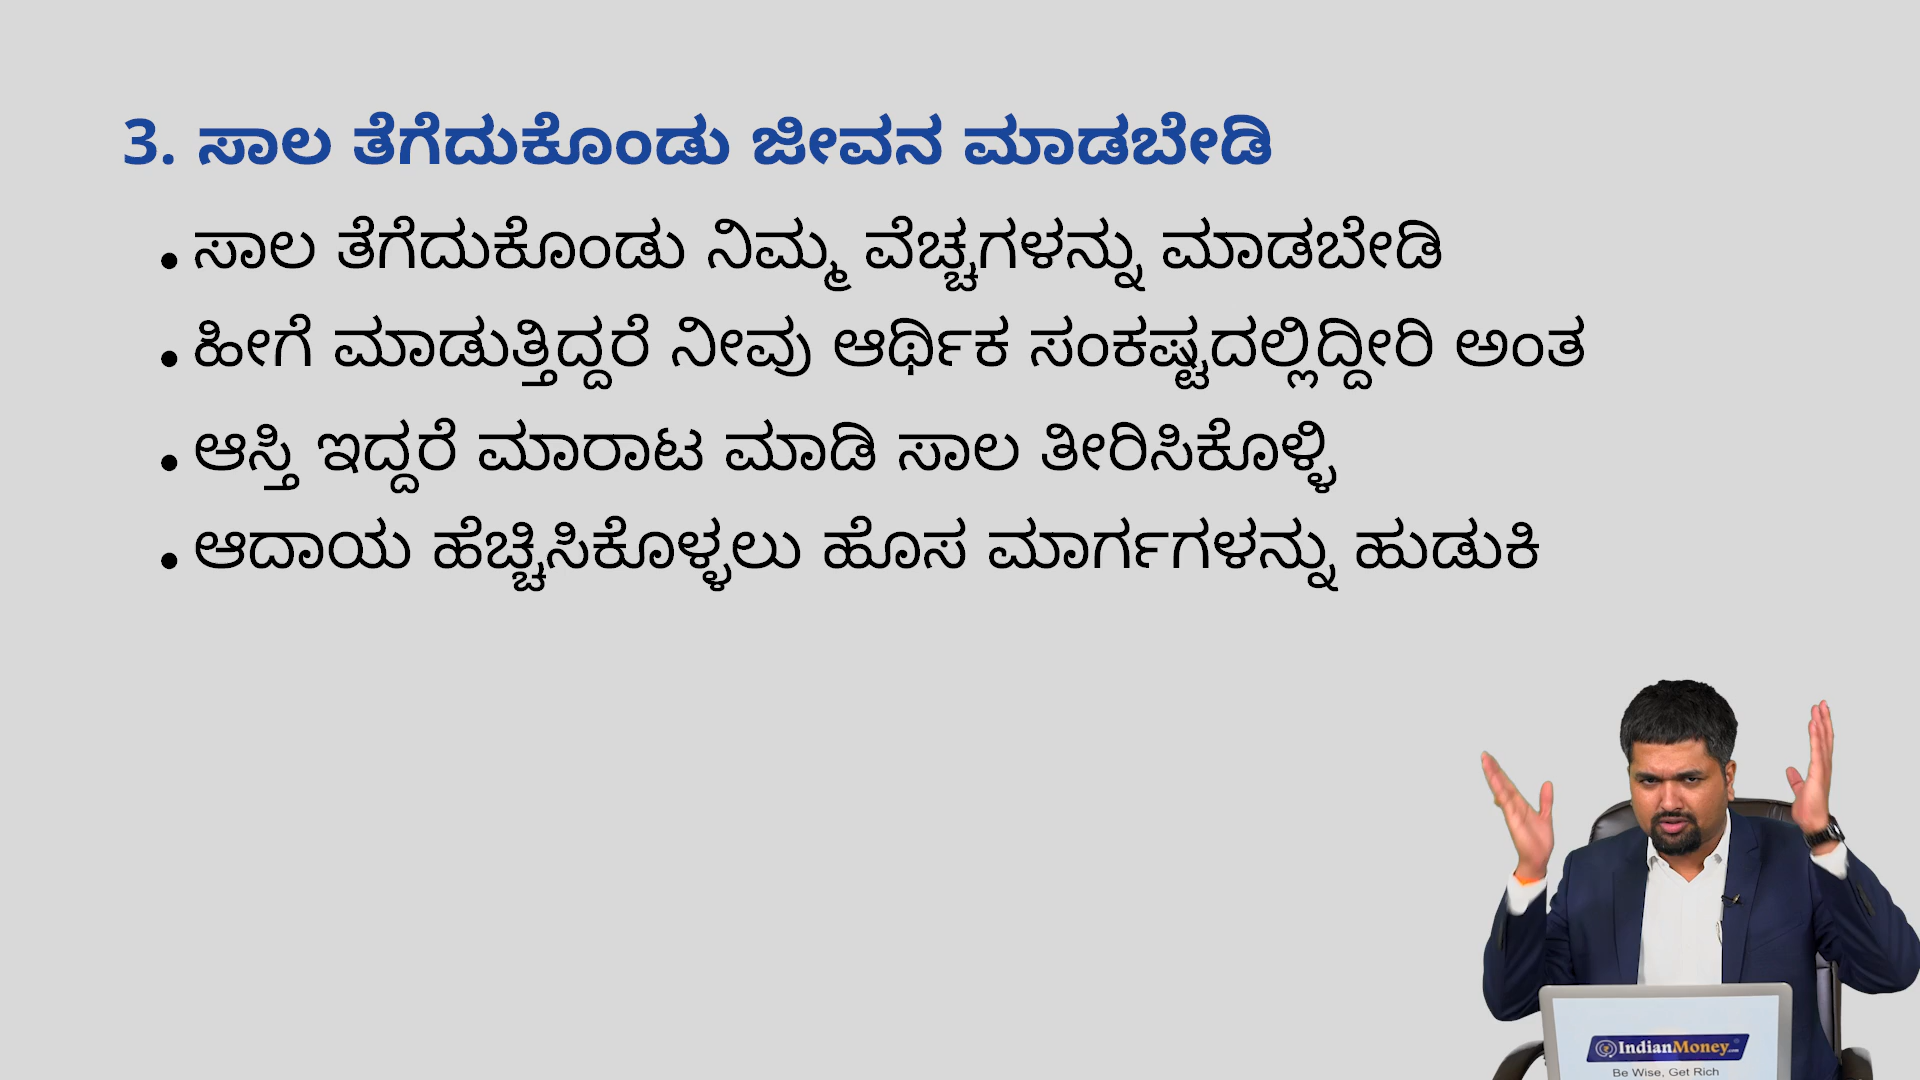 3. ಸಾಲ ತೆಗೆದುಕೊಂಡು ಜೀವನ ಮಾಡಬೇಡಿ
• ಸಾಲ ತೆಗೆದುಕೊಂಡು ನಿಮ್ಮ ವೆಚ್ಚಗಳನ್ನು ಮಾಡಬೇಡಿ
• ಹೀಗೆ ಮಾಡುತ್ತಿದ್ದರೆ ನೀವು ಆರ್ಥಿಕ ಸಂಕಷ್ಟದಲ್ಲಿದ್ದೀರಿ ಅಂತ
• ಆಸ್ತಿ ಇದ್ದರೆ ಮಾರಾಟ ಮಾಡಿ ಸಾಲ ತೀರಿಸಿಕೊಳ್ಳಿ
• ಆದಾಯ ಹೆಚ್ಚಿಸಿಕೊಳ್ಳಲು ಹೊಸ ಮಾರ್ಗಗಳನ್ನು ಹುಡುಕಿ
IndianMoney.com
Be Wise, Get Rich